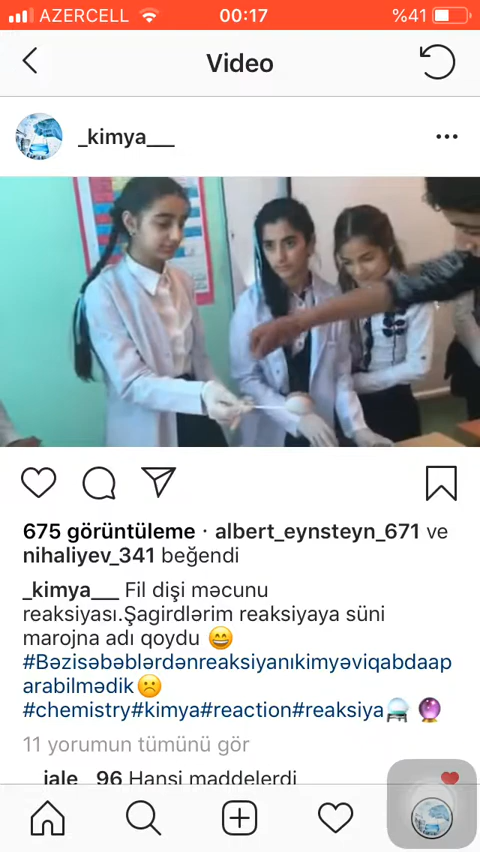 AZERCELL 00:17 %41
Video
_kimya___
675 görüntüleme · albert_eynsteyn_671 ve
nihaliyev_341 beğendi
_kimya___ Fil dişi məcunu
reaksiyası.Şagirdlərim reaksiyaya süni
marojna adı qoydu 😄
#Bəzisəbəblərdənreaksiyanıkimyəviqabdaap
arabilmədik☹️
#chemistry#kimya#reaction#reaksiya🔮
11 yorumun tümünü gör
jale__96 Hansi maddelerdi